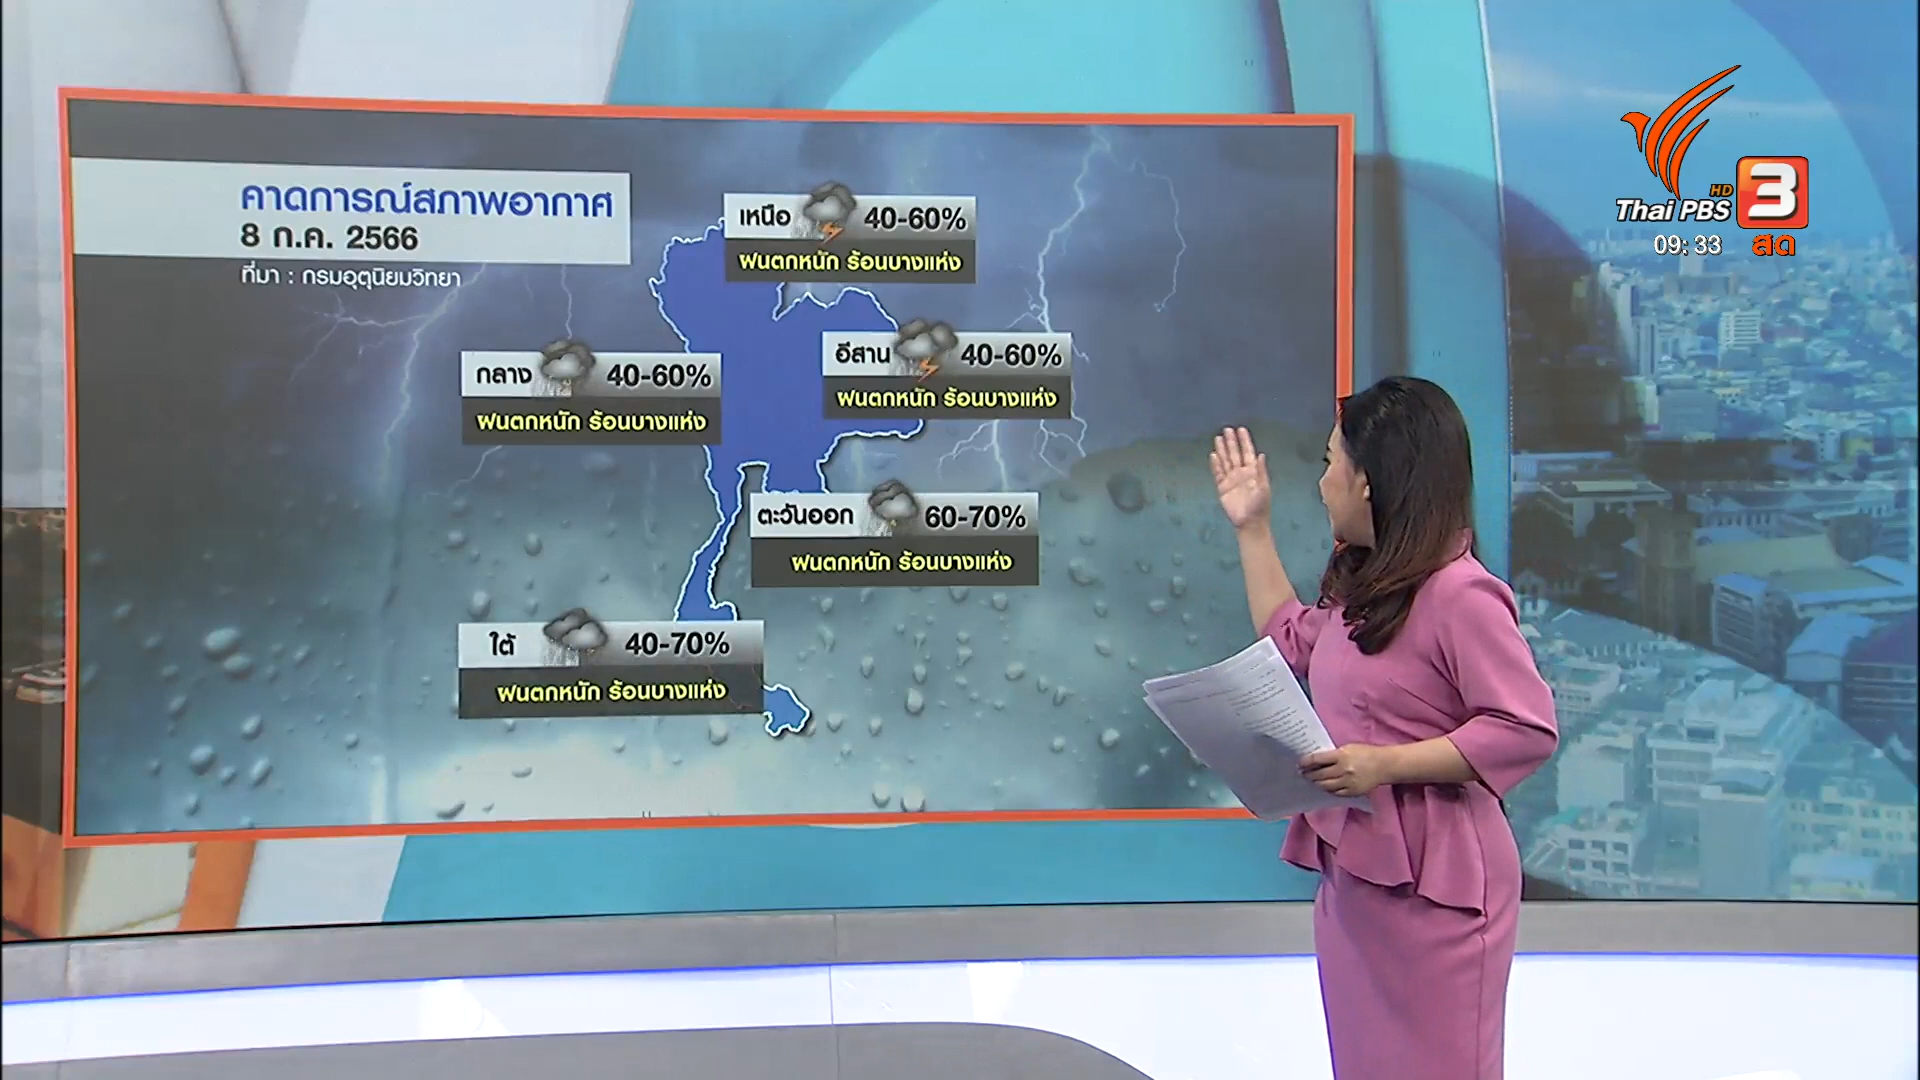 คาดการณ์สภาพอากาศ
8 ก.ค. 2566
ที่มา : กรมอุตุนิยมวิทยา
เหนือ 40-60%
ฝนตกหนัก ร้อนบางแห่ง
อีสาน 40-60%
ฝนตกหนัก ร้อนบางแห่ง
กลาง 40-60%
ฝนตกหนัก ร้อนบางแห่ง
ตะวันออก 60-70%
ฝนตกหนัก ร้อนบางแห่ง
ใต้ 40-70%
ฝนตกหนัก ร้อนบางแห่ง
Thai PBS HD 3
09:33 สด